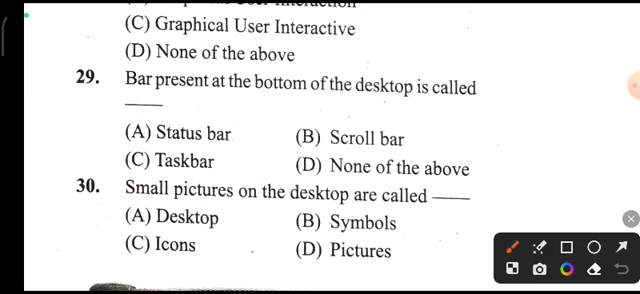 (C) Graphical User Interactive
(D) None of the above
29. Bar present at the bottom of the desktop is called
____
(A) Status bar (B) Scroll bar
(C) Taskbar (D) None of the above
30. Small pictures on the desktop are called ____
(A) Desktop (B) Symbols
(C) Icons (D) Pictures